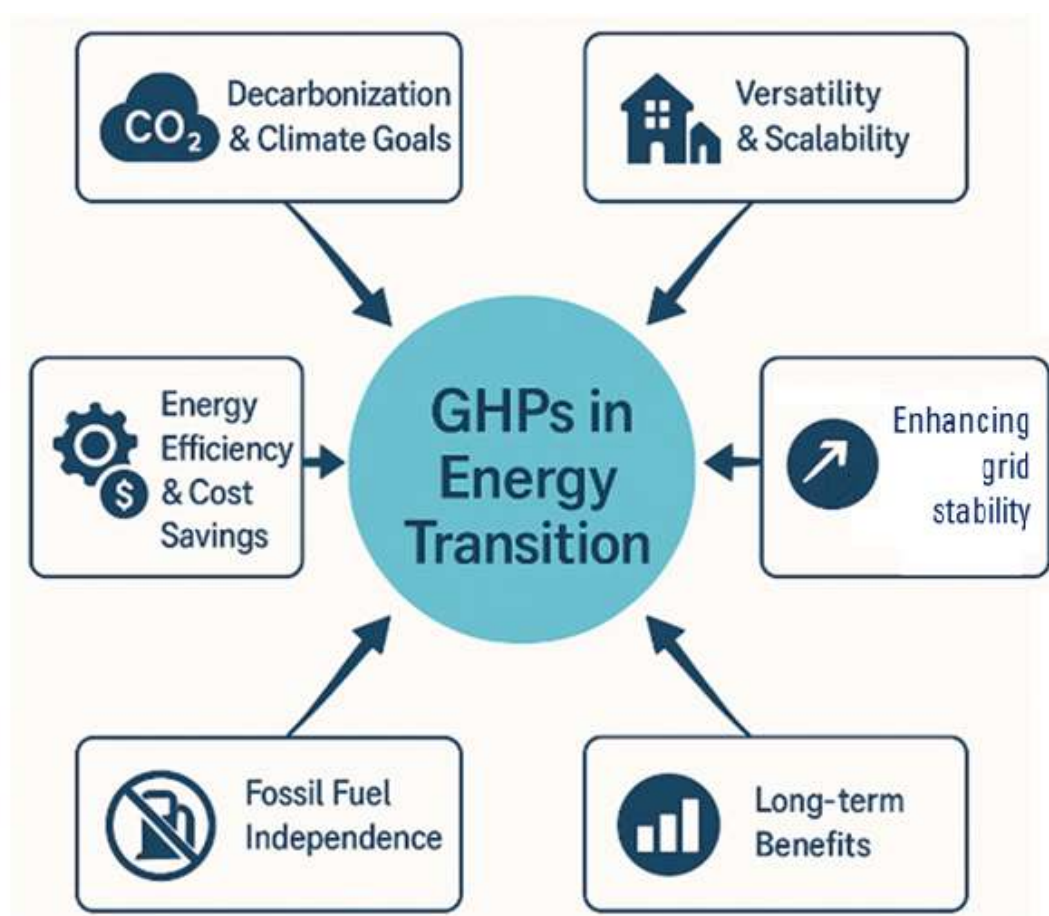 CO₂
Decarbonization
& Climate Goals
Versatility
& Scalability
Energy
Efficiency
& Cost
Savings
$
GHPs in
Energy
Transition
Enhancing
grid
stability
Fossil Fuel
Independence
Long-term
Benefits